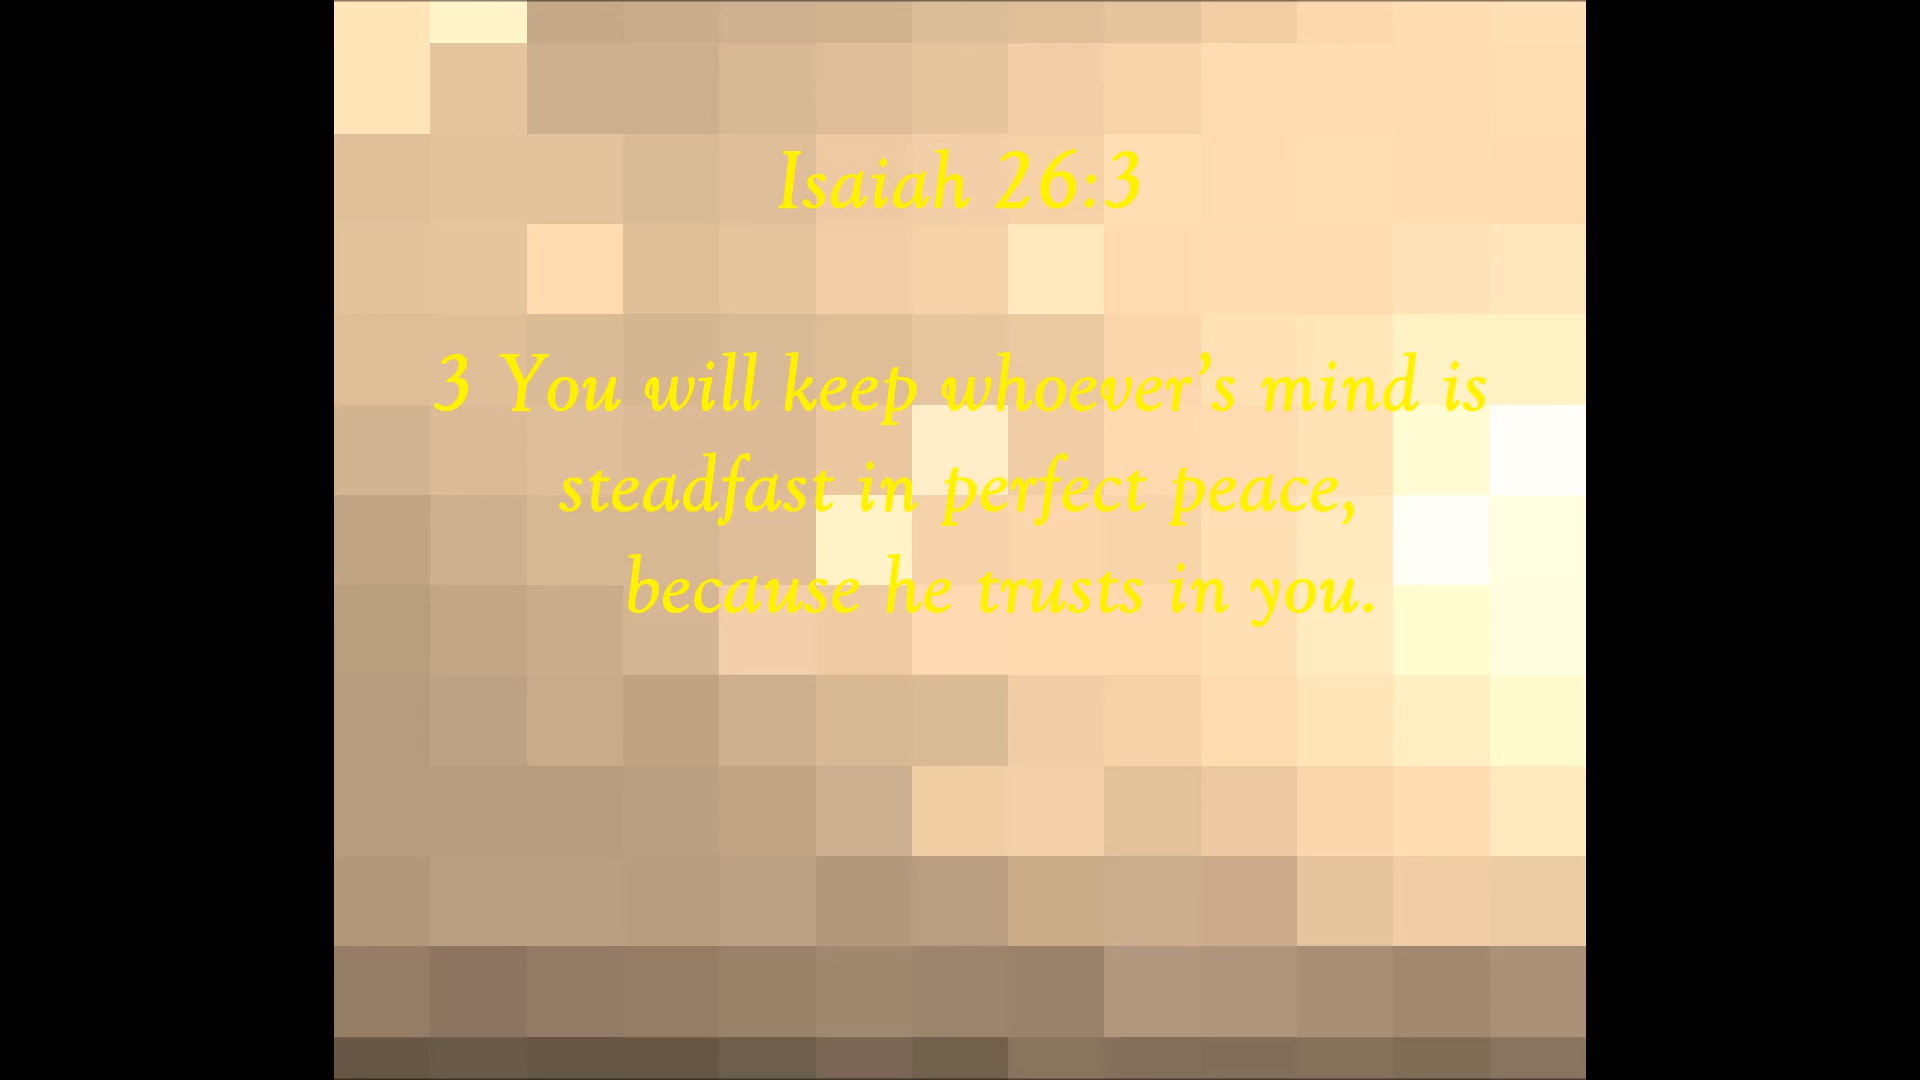 Isaiah 26:3
3 You will keep whoever’s mind is
steadfast in perfect peace,
because he trusts in you.